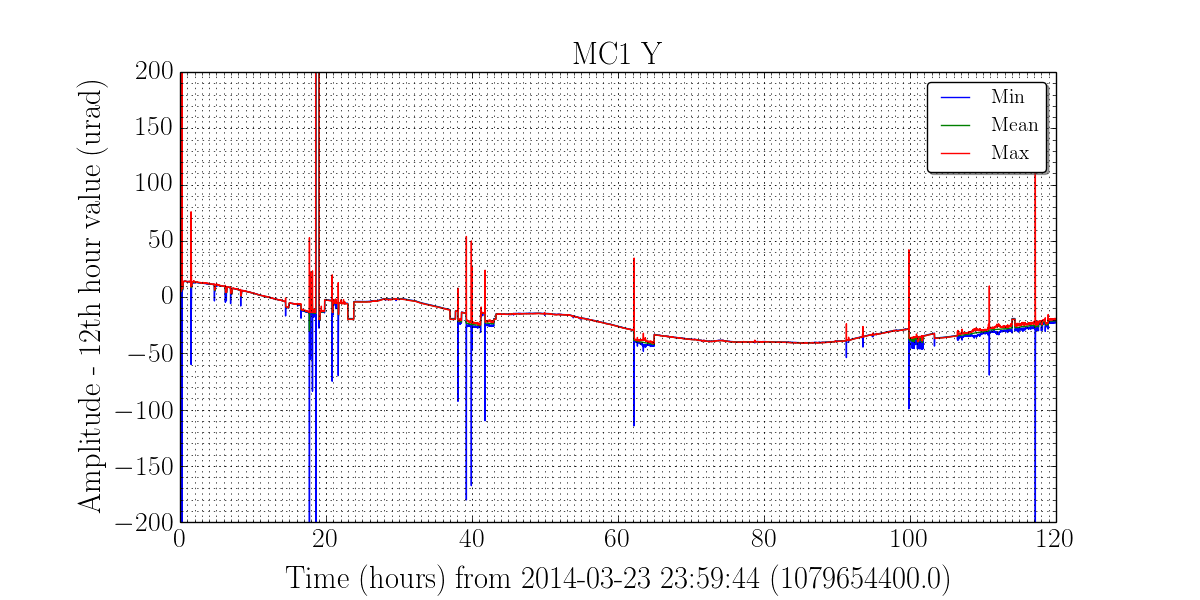 MC1 Y
200
150
100
50
0
−50
−100
−150
−200
Amplitude - 12th hour value (urad)
Min
Mean
Max
0 20 40 60 80 100 120
Time (hours) from 2014-03-23 23:59:44 (1079654400.0)